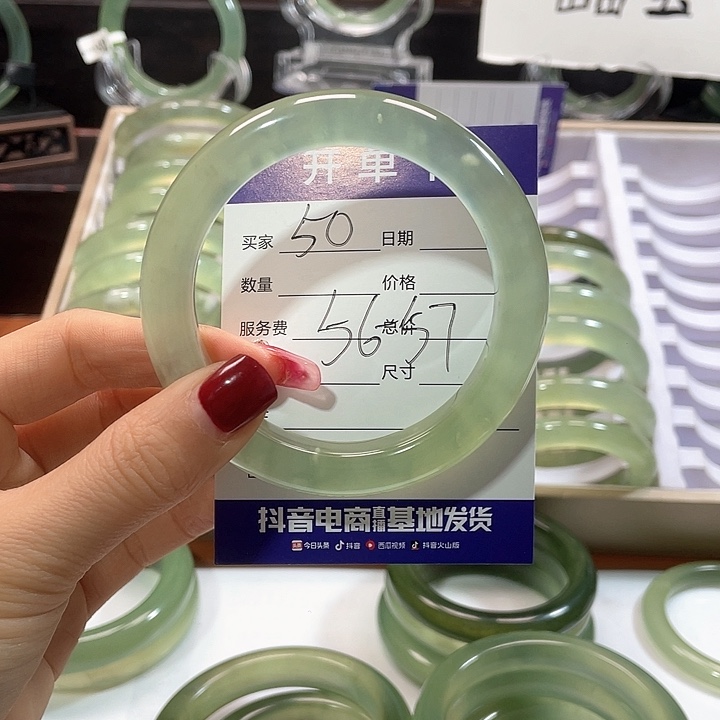 开单卡
买家 50 日期
数量 价格
服务费 56-57 总价
尺寸
抖音电商直播基地发货
今日头条 抖音 西瓜视频 抖音火山版